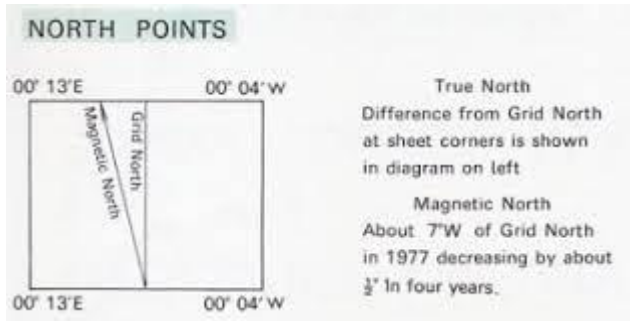 NORTH POINTS
00° 13'E
00° 04' W
Magnetic North
Grid North
00° 13'E
00° 04' W
True North
Difference from Grid North
at sheet corners is shown
in diagram on left
Magnetic North
About 7°W of Grid North
in 1977 decreasing by about
½° In four years.